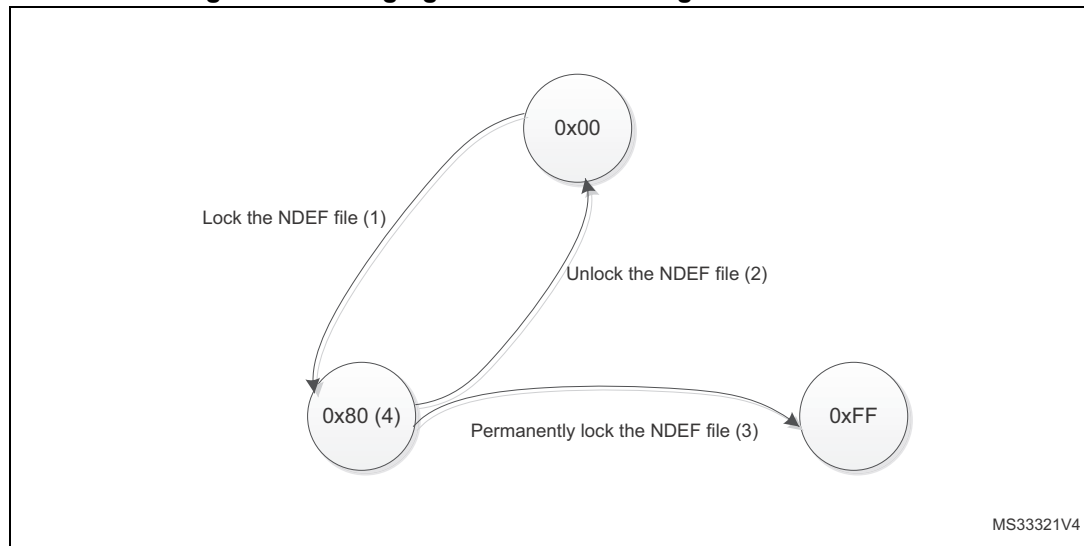 0x00
Lock the NDEF file (1)
Unlock the NDEF file (2)
0x80 (4)
Permanently lock the NDEF file (3)
0xFF
MS33321V4